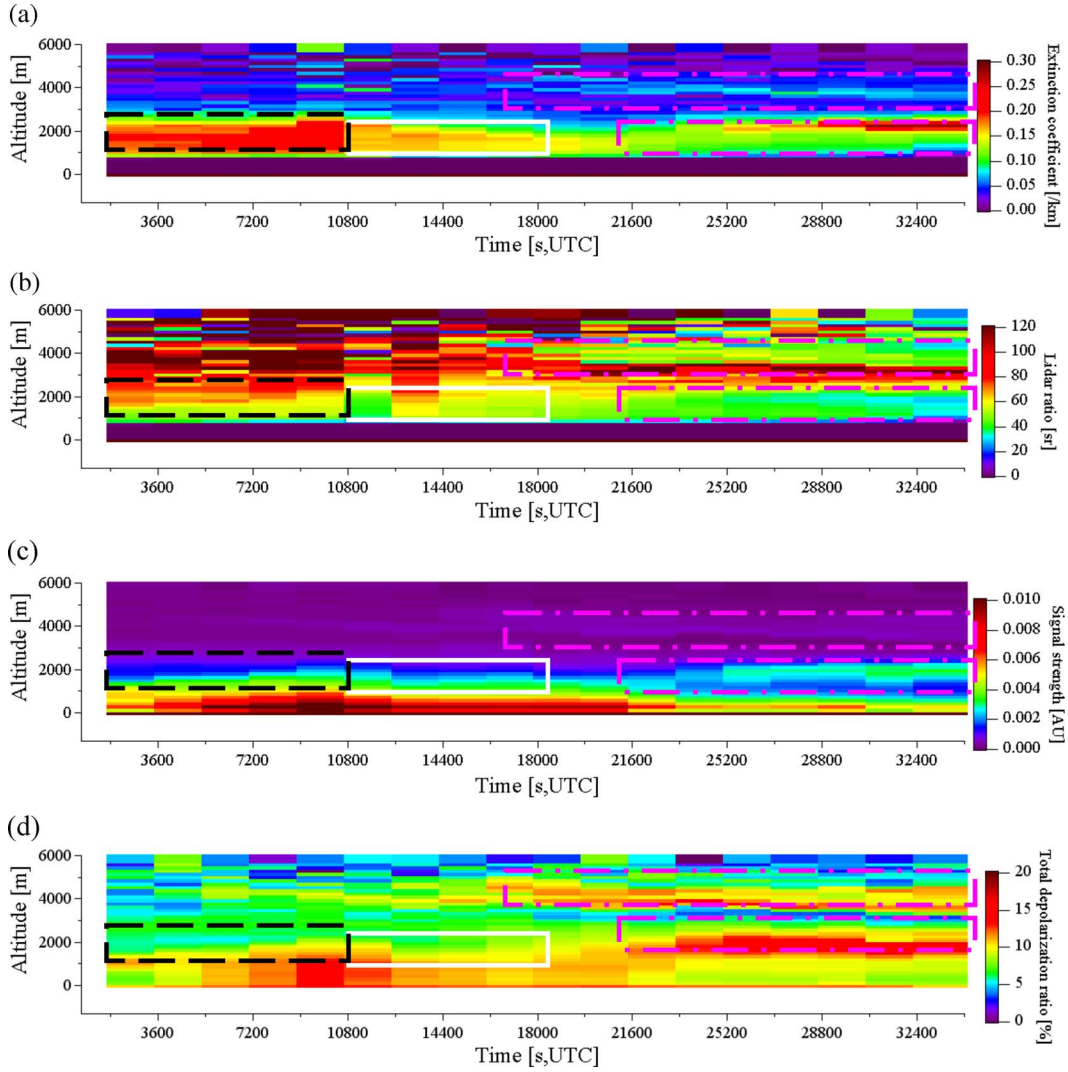 (a)
6000
4000
2000
0
Altitude [m]
3600 7200 10800 14400 18000 21600 25200 28800 32400
Time [s,UTC]
0.30
0.25
0.20
0.15
0.10
0.05
0.00
Extinction coefficient [/km]
(b)
6000
4000
2000
0
Altitude [m]
3600 7200 10800 14400 18000 21600 25200 28800 32400
Time [s,UTC]
120
100
80
60
40
20
0
Lidar ratio [sr]
(c)
6000
4000
2000
0
Altitude [m]
3600 7200 10800 14400 18000 21600 25200 28800 32400
Time [s,UTC]
0.010
0.008
0.006
0.004
0.002
0.000
Signal strength [AU]
(d)
6000
4000
2000
0
Altitude [m]
3600 7200 10800 14400 18000 21600 25200 28800 32400
Time [s,UTC]
20
15
10
5
0
Total depolarization ratio [%]